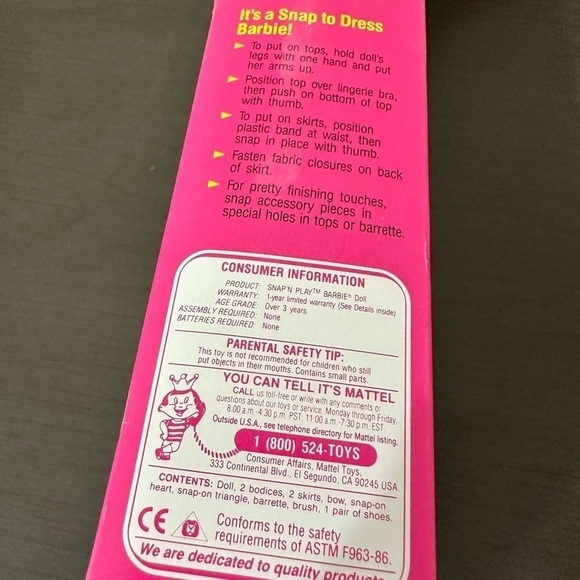 It's a Snap to Dress
Barbie!
To put on tops, hold doll's
legs with one hand and put
her arms up.
Position top over lingerie bra,
then push on bottom of top
with thumb.
To put on skirts, position
plastic band at waist, then
snap in place with thumb.
Fasten fabric closures on back
of skirt.
For pretty finishing touches,
snap accessory pieces in
special holes in tops or barrette.
CONSUMER INFORMATION
PRODUCT: SNAP'N PLAY™ BARBIE® Doll
WARRANTY: 1-year limited warranty (See Details inside)
AGE GRADE: Over 3 years
ASSEMBLY REQUIRED: None
BATTERIES REQUIRED: None
PARENTAL SAFETY TIP:
This toy is not recommended for children who still
put objects in their mouths. Contains small parts.
YOU CAN TELL IT'S MATTEL
CALL us toll-free or write with any comments or
questions about our toys or service. Monday through Friday,
8:00 a.m.-4:30 p.m. PST, 11:00 a.m.-7:30 p.m. EST
Outside U.S.A., see telephone directory for Mattel listing.
1 (800) 524-TOYS
Consumer Affairs, Mattel Toys,
333 Continental Blvd., El Segundo, CA 90245 USA
CONTENTS: Doll, 2 bodices, 2 skirts, bow, snap-on
heart, snap-on triangle, barrette, brush, 1 pair of shoes.
CE Conforms to the safety
requirements of ASTM F963-86.
We are dedicated to quality products